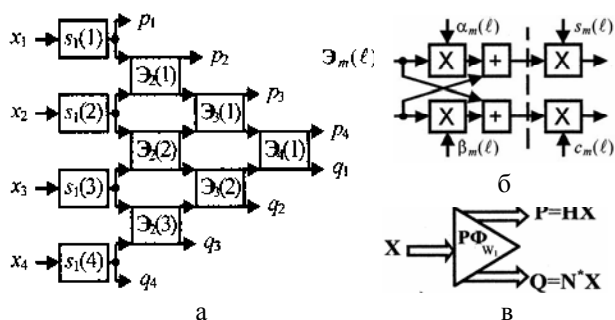 x₁ s₁(1) p₁
Э₂(1) p₂
x₂ s₁(2) Э₃(1) p₃
Э₂(2) Э₄(1) p₄
q₁
x₃ s₁(3) Э₃(2) q₂
Э₂(3) q₃
x₄ s₁(4) q₄
а
αₘ(ℓ) sₘ(ℓ)
Эₘ(ℓ) X + X
X + X
βₘ(ℓ) cₘ(ℓ)
б
P=HX
X РФ W₁
Q=N*X
в